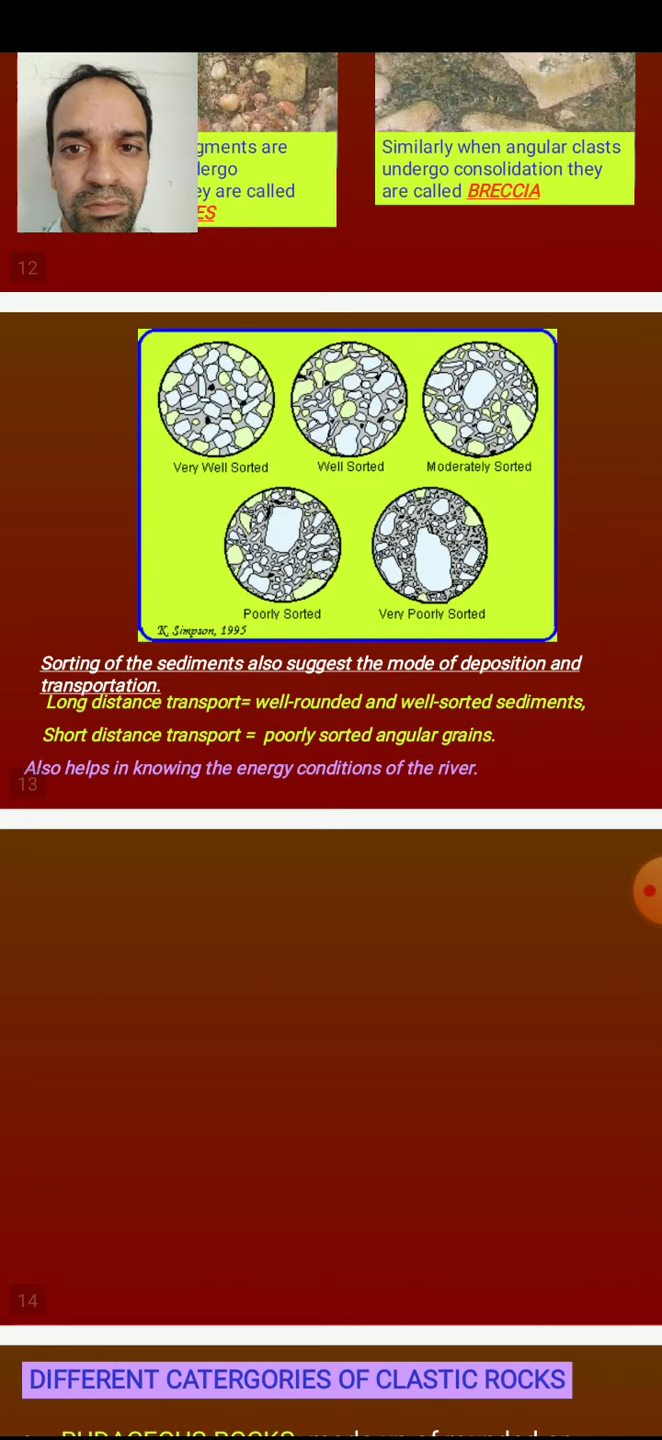 gments are
dergo
ey are called
ES
Similarly when angular clasts
undergo consolidation they
are called BRECCIA
12
Very Well Sorted
Well Sorted
Moderately Sorted
Poorly Sorted
Very Poorly Sorted
K. Simpson, 1995
Sorting of the sediments also suggest the mode of deposition and
transportation.
Long distance transport= well-rounded and well-sorted sediments,
Short distance transport = poorly sorted angular grains.
Also helps in knowing the energy conditions of the river.
13
14
DIFFERENT CATERGORIES OF CLASTIC ROCKS